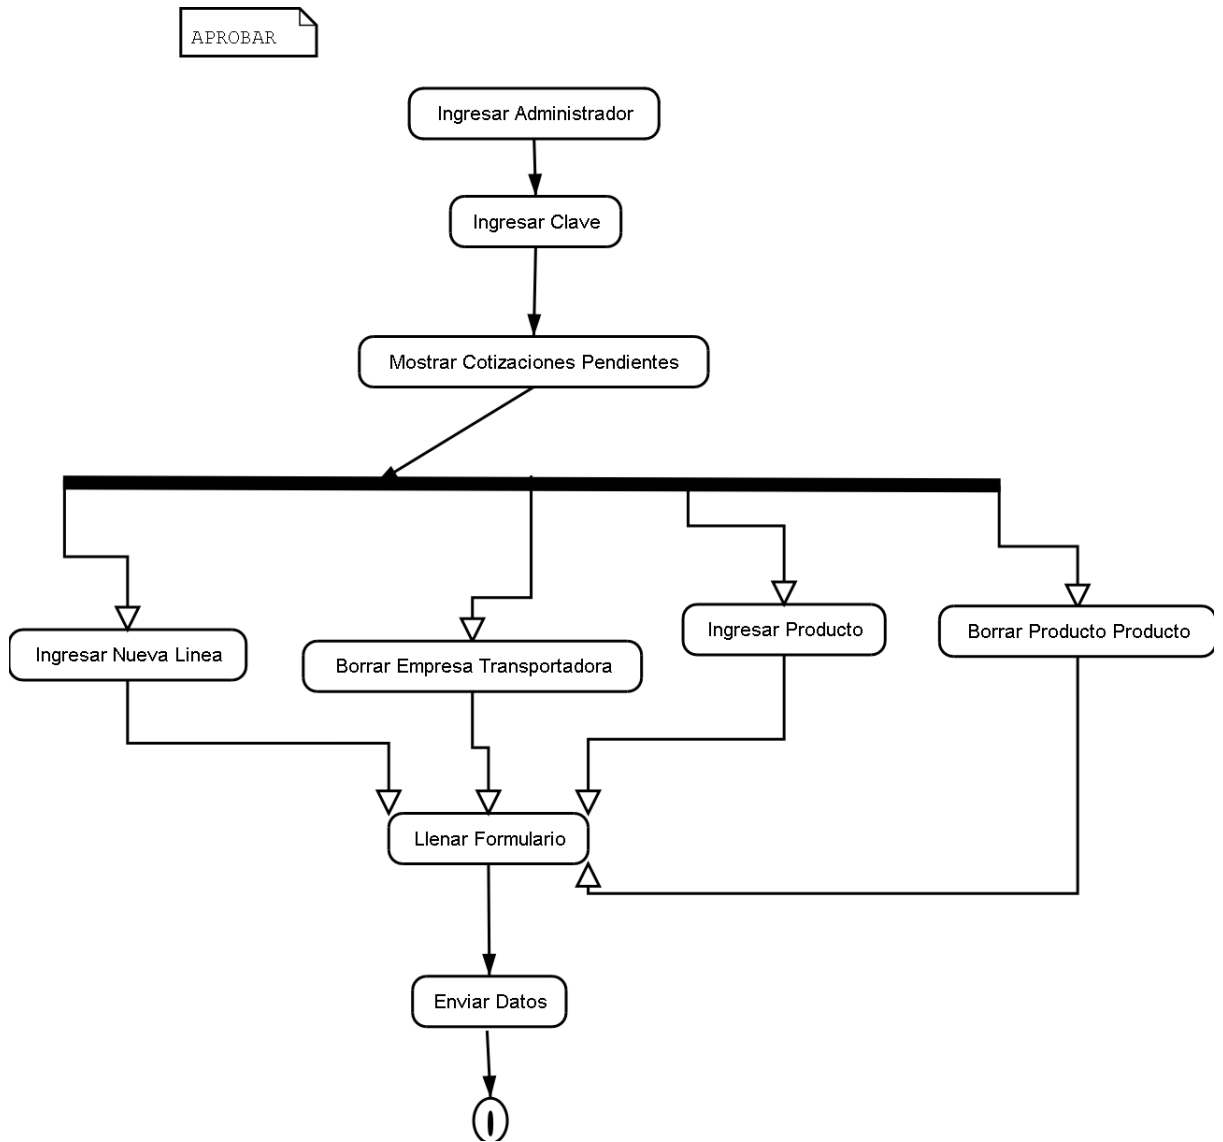 APROBAR
Ingresar Administrador
Ingresar Clave
Mostrar Cotizaciones Pendientes
Ingresar Nueva Linea
Borrar Empresa Transportadora
Ingresar Producto
Borrar Producto Producto
Llenar Formulario
Enviar Datos